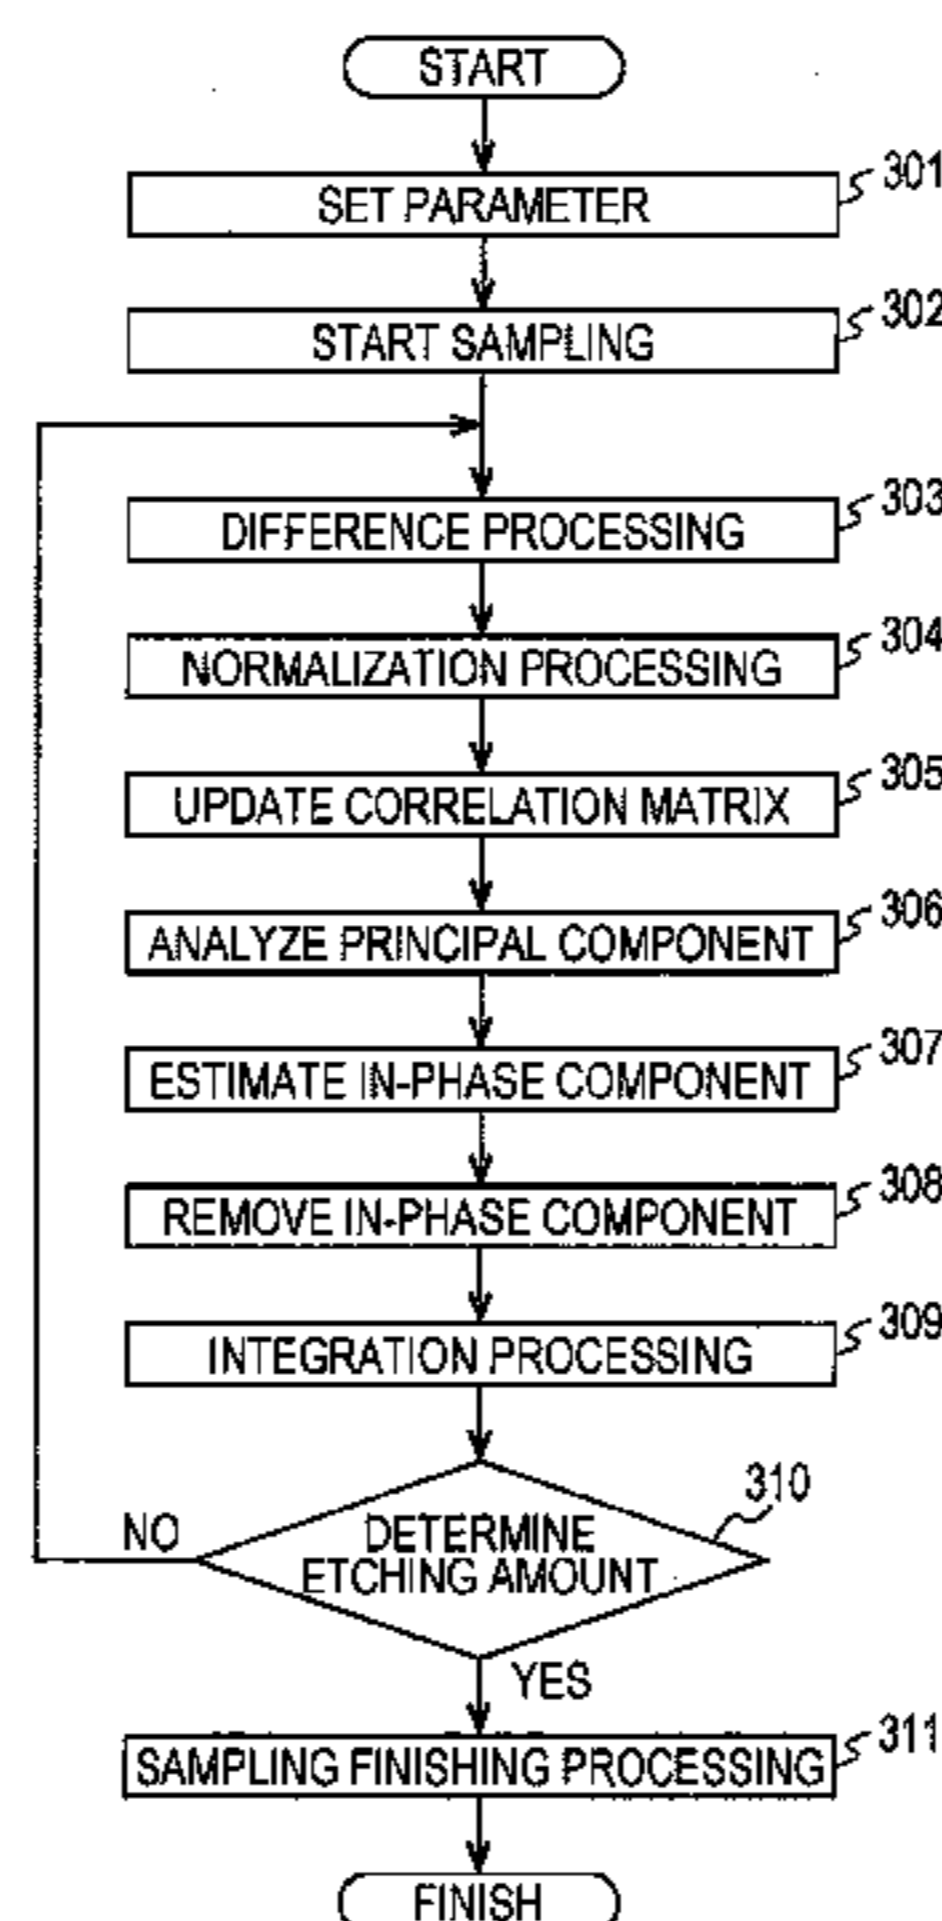 START
SET PARAMETER
301
START SAMPLING
302
DIFFERENCE PROCESSING
303
NORMALIZATION PROCESSING
304
UPDATE CORRELATION MATRIX
305
ANALYZE PRINCIPAL COMPONENT
306
ESTIMATE IN-PHASE COMPONENT
307
REMOVE IN-PHASE COMPONENT
308
INTEGRATION PROCESSING
309
310
NO
DETERMINE
ETCHING AMOUNT
YES
SAMPLING FINISHING PROCESSING
311
FINISH